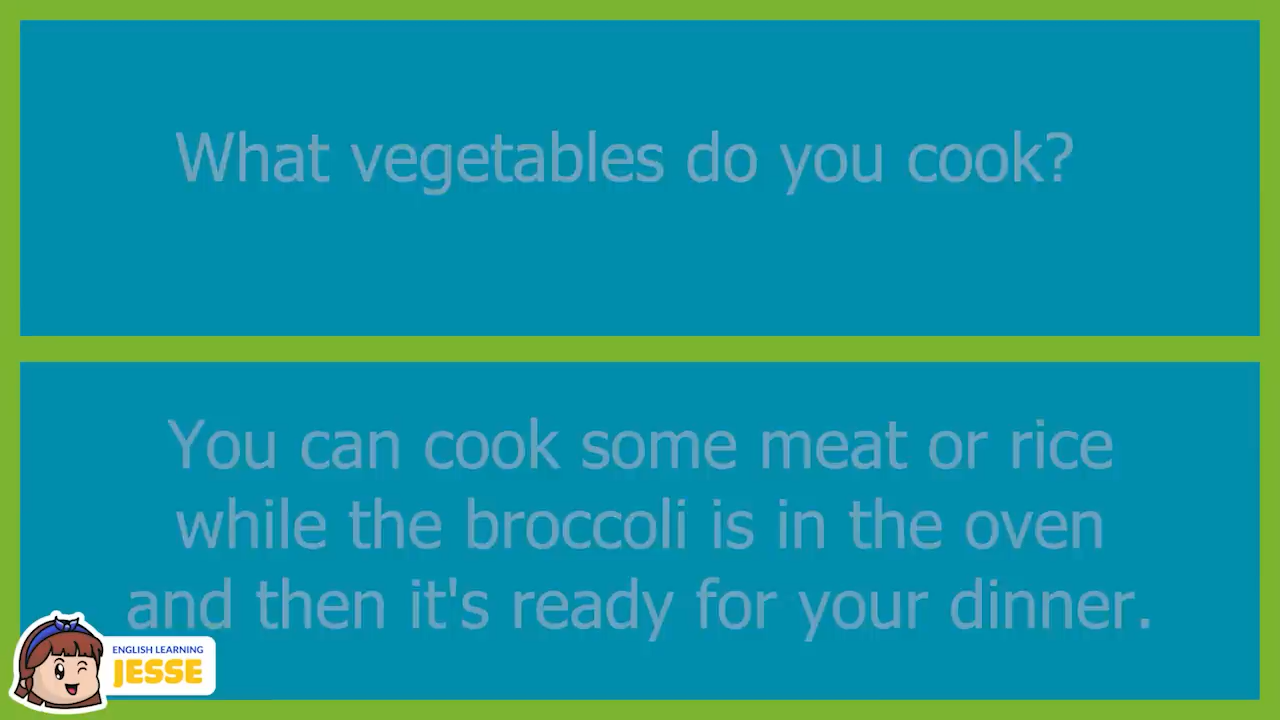 What vegetables do you cook?
You can cook some meat or rice
while the broccoli is in the oven
and then it's ready for your dinner.
ENGLISH LEARNING
JESSE